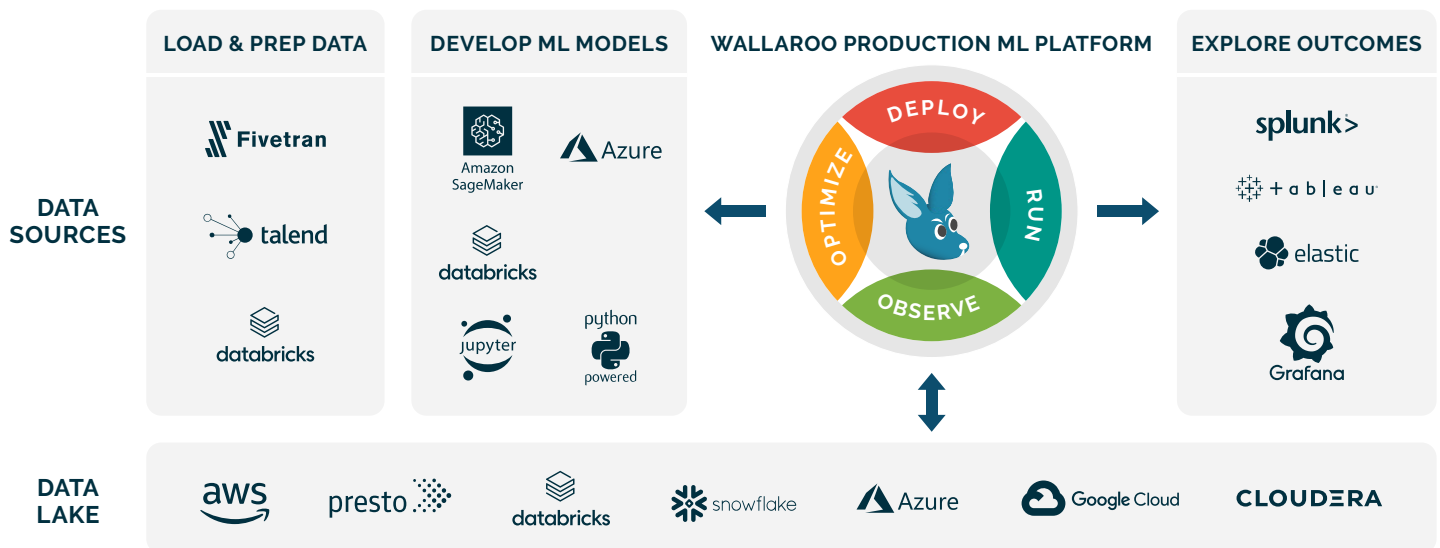 LOAD & PREP DATA
DEVELOP ML MODELS
WALLAROO PRODUCTION ML PLATFORM
EXPLORE OUTCOMES
DATA
SOURCES
Fivetran
talend
databricks
Amazon
SageMaker
Azure
databricks
jupyter
python
powered
DEPLOY
RUN
OBSERVE
OPTIMIZE
splunk>
+ableau
elastic
Grafana
DATA
LAKE
aws
presto
databricks
snowflake
Azure
Google Cloud
CLOUDERA